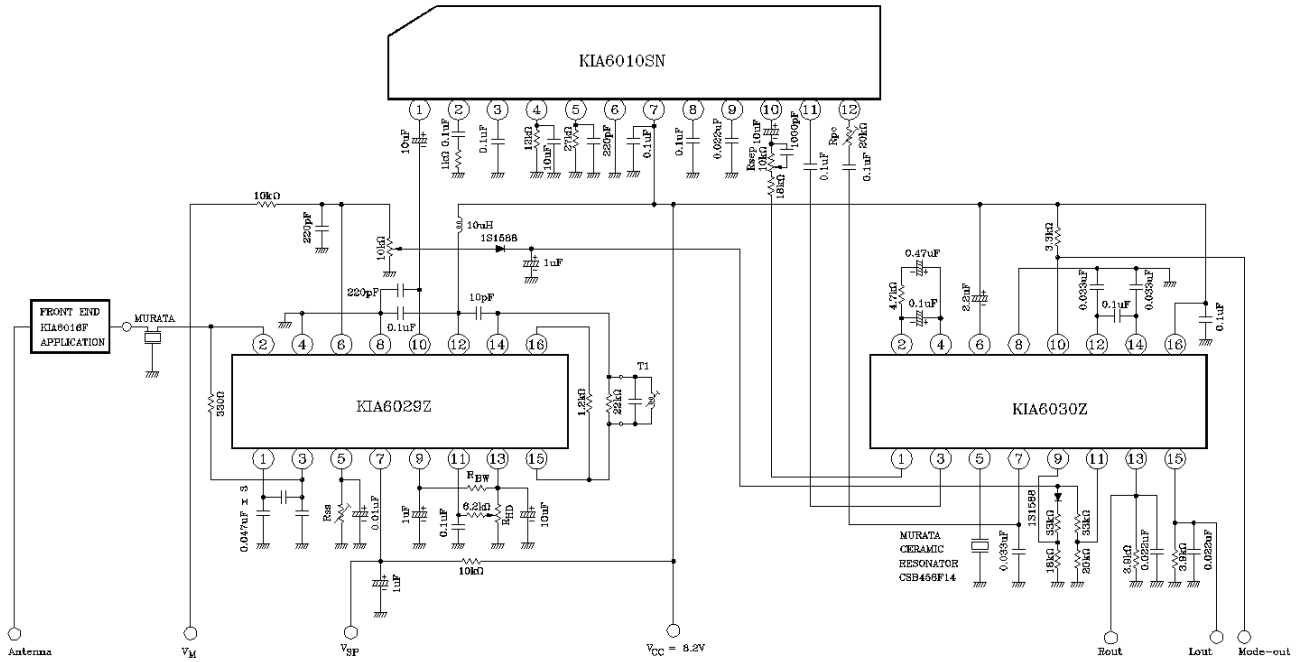 KIA6010SN
1 2 3 4 5 6 7 8 9 10 11 12
10uF
0.1uF
1kΩ
0.1uF
12kΩ
10uF
27kΩ
220pF
0.1uF
0.1uF
0.022uF
10uF
1000pF
Rsep
10kΩ
18kΩ
0.1uF
Rpc
20kΩ
0.1uF
10kΩ
220pF
10kΩ
1S1588
1uF
10uH
220pF
0.1uF
10pF
0.47uF
4.7kΩ
0.1uF
2.2uF
3.3kΩ
0.033uF
0.033uF
0.1uF
0.1uF
FRONT END
KIA6016F
APPLICATION
MURATA
2 4 6 8 10 12 14 16
KIA6029Z
1 3 5 7 9 11 13 15
330Ω
1.2kΩ
22kΩ
T1
2 4 6 8 10 12 14 16
KIA6030Z
1 3 5 7 9 11 13 15
0.047uF x 3
Rss
0.01uF
1uF
RBW
0.1uF
6.2kΩ
RHD
10uF
10kΩ
1uF
MURATA
CERAMIC
RESONATOR
CSB456F14
0.033uF
1S1588
33kΩ
18kΩ
33kΩ
20kΩ
3.9kΩ
0.022uF
3.9kΩ
0.022uF
Antenna
VM
VSP
VCC = 8.2V
Rout
Lout
Mode-out